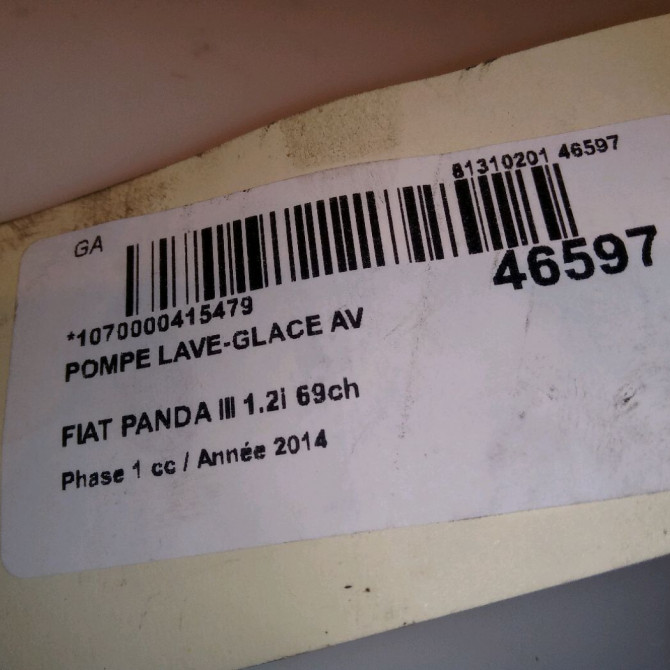 81310201 46597
GA
46597
*1070000415479
POMPE LAVE-GLACE AV
FIAT PANDA III 1.2i 69ch
Phase 1 cc / Année 2014